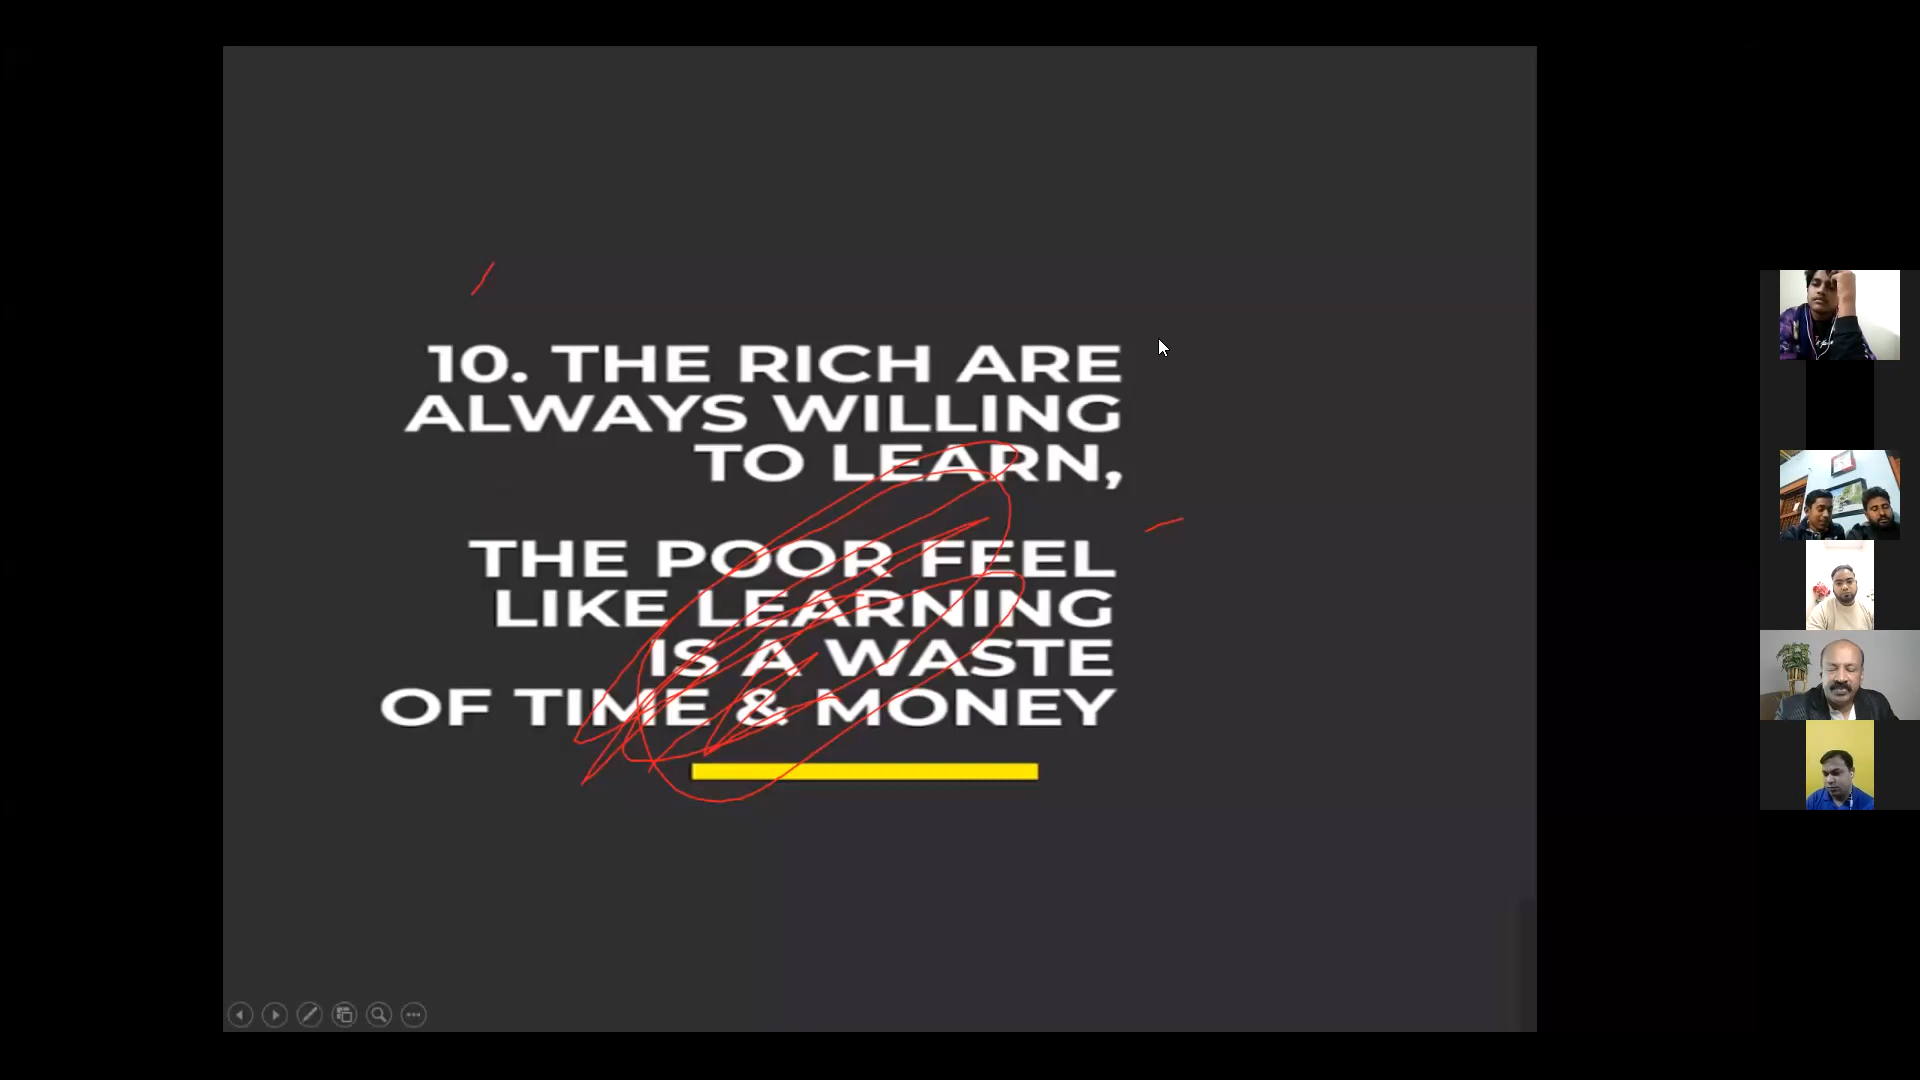 10. THE RICH ARE
ALWAYS WILLING
TO LEARN,
THE POOR FEEL
LIKE LEARNING
IS A WASTE
OF TIME & MONEY